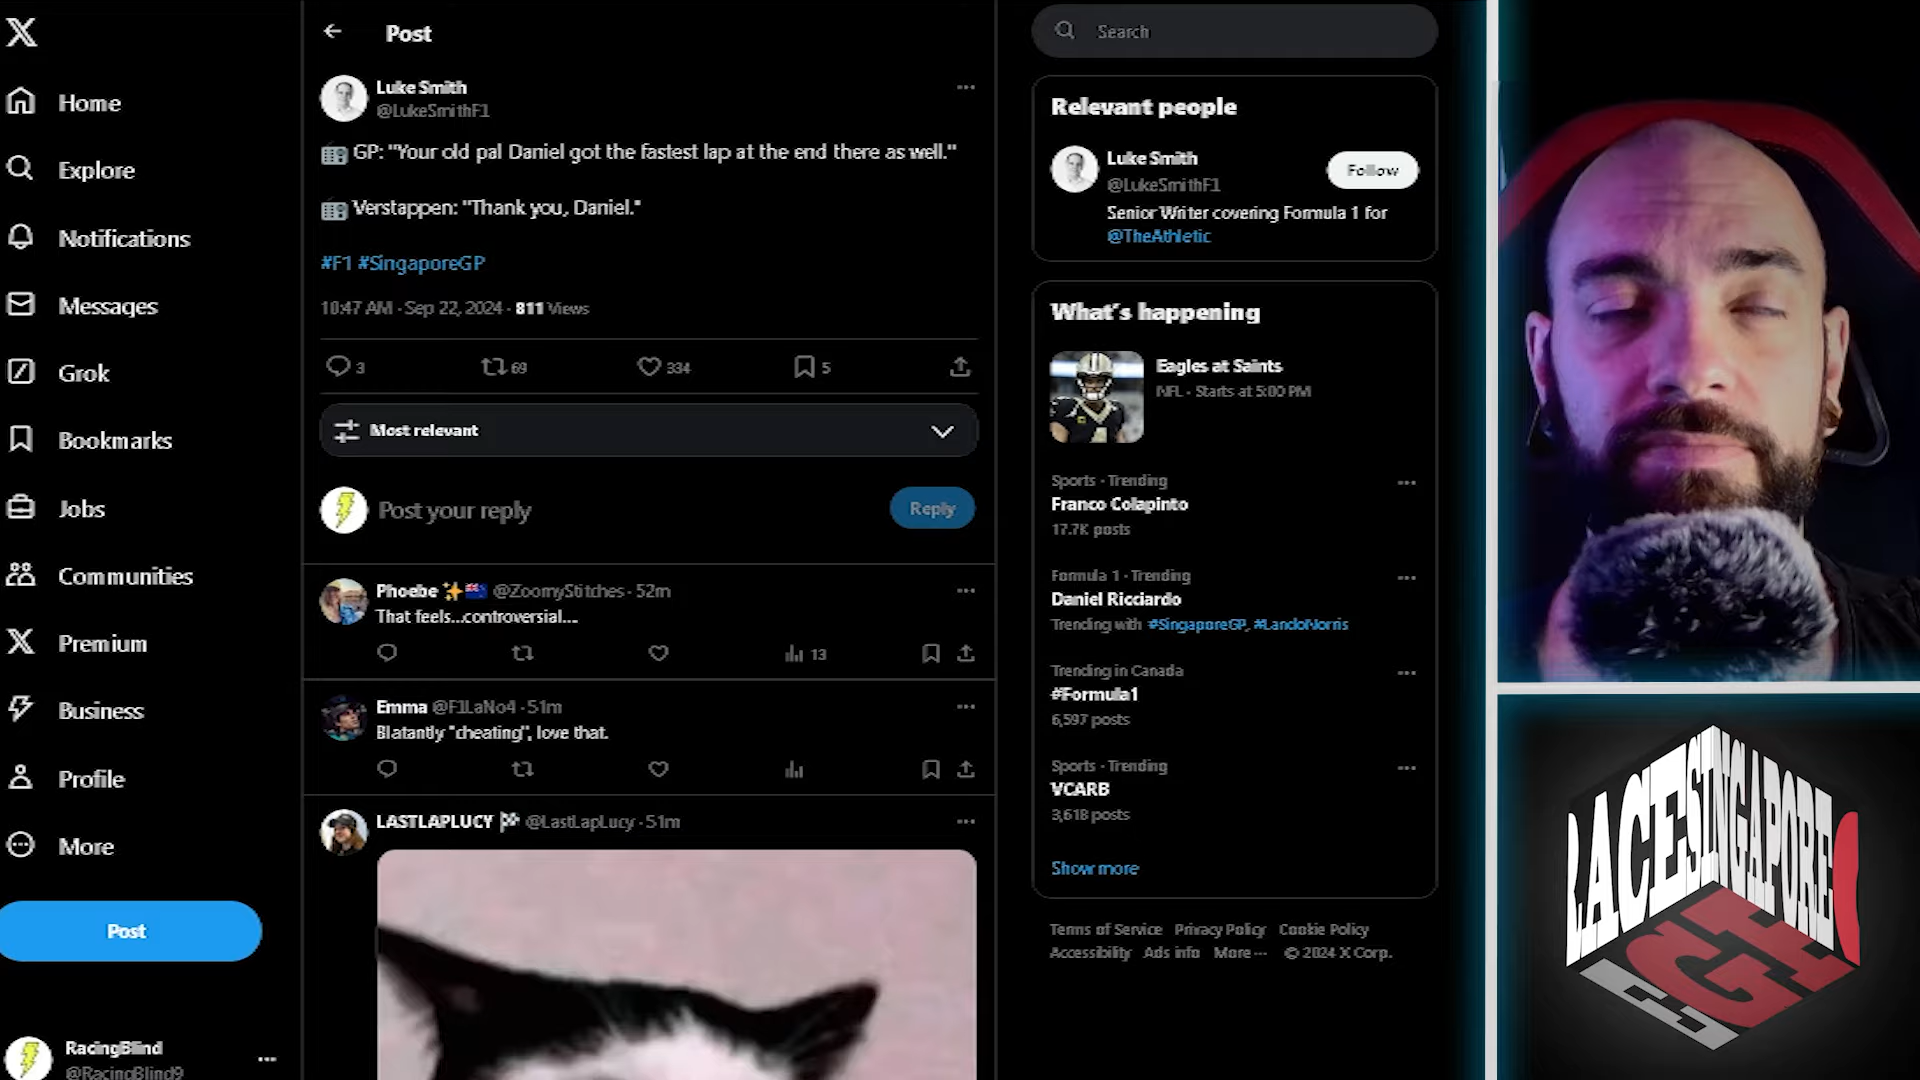 Home
Explore
Notifications
Messages
Grok
Bookmarks
Jobs
Communities
Premium
Business
Profile
More
Post
RacingBlind
@RacingBlind9
Post
Luke Smith
@LukeSmithF1
GP: "Your old pal Daniel got the fastest lap at the end there as well."
Verstappen: "Thank you, Daniel."
#F1 #SingaporeGP
10:47 AM · Sep 22, 2024 · 811 Views
3
69
334
5
Most relevant
Post your reply
Reply
Phoebe @ZoomyStitches · 52m
That feels...controversial...
13
Emma @F1LaNo4 · 51m
Blatantly "cheating", love that.
LASTLAPLUCY @LastLapLucy · 51m
Search
Relevant people
Luke Smith
@LukeSmithF1
Follow
Senior Writer covering Formula 1 for
@TheAthletic
What's happening
Eagles at Saints
NFL · Starts at 5:00 PM
Sports · Trending
Franco Colapinto
17.7K posts
Formula 1 · Trending
Daniel Ricciardo
Trending with #SingaporeGP, #LandoNorris
Trending in Canada
#Formula1
6,597 posts
Sports · Trending
VCARB
3,618 posts
Show more
Terms of Service Privacy Policy Cookie Policy
Accessibility Ads info More ··· © 2024 X Corp.
RACE
SINGAPORE